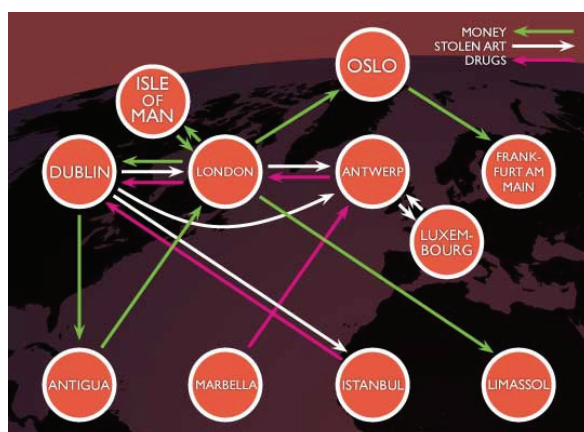 MONEY
STOLEN ART
DRUGS
OSLO
ISLE
OF
MAN
DUBLIN
LONDON
ANTWERP
FRANK-
FURT AM
MAIN
LUXEM-
BOURG
ANTIGUA
MARBELLA
ISTANBUL
LIMASSOL